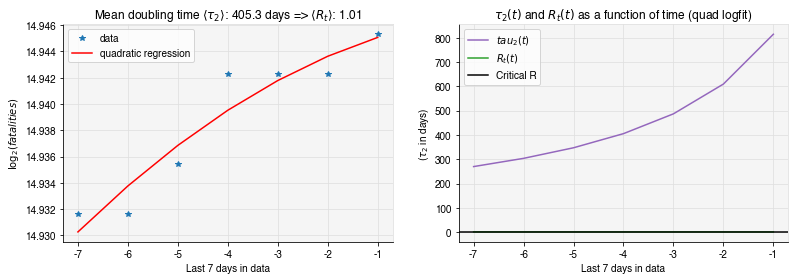 Mean doubling time ⟨τ₂⟩: 405.3 days => ⟨Rₜ⟩: 1.01
data
quadratic regression
log₂(fatalities)
14.946
14.944
14.942
14.940
14.938
14.936
14.934
14.932
14.930
-7 -6 -5 -4 -3 -2 -1
Last 7 days in data
τ₂(t) and Rₜ(t) as a function of time (quad logfit)
tau₂(t)
Rₜ(t)
Critical R
(τ₂ in days)
800
700
600
500
400
300
200
100
0
-7 -6 -5 -4 -3 -2 -1
Last 7 days in data